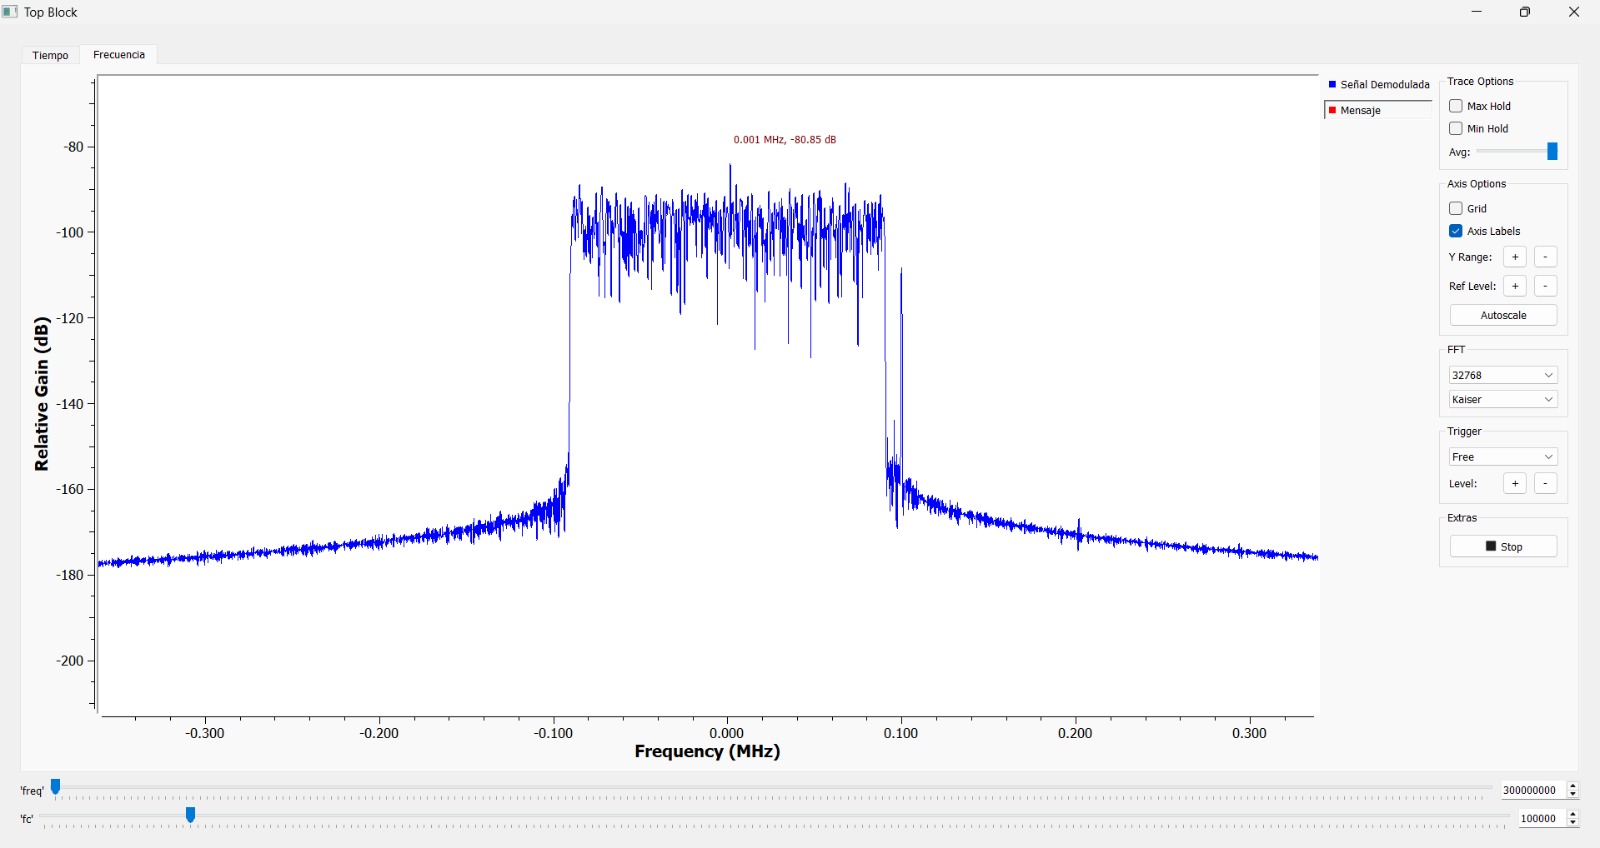 Top Block
Tiempo
Frecuencia
Relative Gain (dB)
-80
-100
-120
-140
-160
-180
-200
0.001 MHz, -80.85 dB
-0.300
-0.200
-0.100
0.000
0.100
0.200
0.300
Frequency (MHz)
Señal Demodulada
Mensaje
Trace Options
Max Hold
Min Hold
Avg:
Axis Options
Grid
Axis Labels
Y Range:
+
-
Ref Level:
+
-
Autoscale
FFT
32768
Kaiser
Trigger
Free
Level:
+
-
Extras
Stop
'freq'
300000000
'fc'
100000